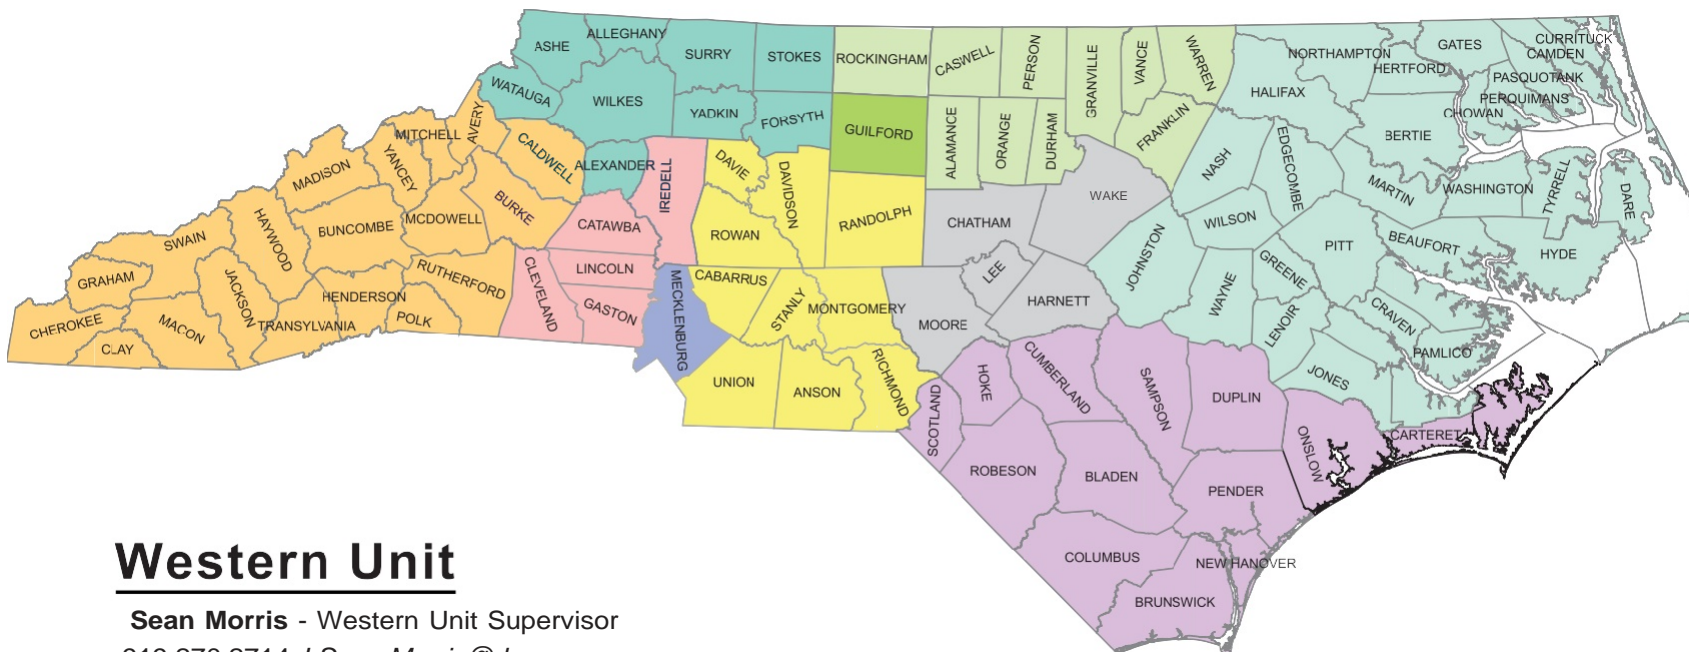 ASHE
ALLEGHANY
SURRY
STOKES
ROCKINGHAM
CASWELL
PERSON
GRANVILLE
VANCE
WARREN
NORTHAMPTON
HERTFORD
GATES
CURRITUCK
CAMDEN
PASQUOTANK
PERQUIMANS
CHOWAN
WATAUGA
WILKES
YADKIN
FORSYTH
GUILFORD
ALAMANCE
ORANGE
DURHAM
FRANKLIN
HALIFAX
BERTIE
MITCHELL
AVERY
CALDWELL
ALEXANDER
IREDELL
DAVIE
DAVIDSON
RANDOLPH
CHATHAM
WAKE
NASH
EDGECOMBE
MARTIN
WASHINGTON
TYRRELL
DARE
MADISON
YANCEY
MCDOWELL
BURKE
CATAWBA
ROWAN
WILSON
PITT
BEAUFORT
HYDE
SWAIN
HAYWOOD
BUNCOMBE
RUTHERFORD
CLEVELAND
LINCOLN
GASTON
MECKLENBURG
CABARRUS
STANLY
MONTGOMERY
MOORE
LEE
HARNETT
JOHNSTON
WAYNE
GREENE
LENOIR
CRAVEN
PAMLICO
JONES
GRAHAM
CHEROKEE
CLAY
MACON
JACKSON
TRANSYLVANIA
HENDERSON
POLK
UNION
ANSON
RICHMOND
SCOTLAND
HOKE
CUMBERLAND
SAMPSON
DUPLIN
ONSLOW
CARTERET
ROBESON
BLADEN
PENDER
COLUMBUS
NEW HANOVER
BRUNSWICK
Western Unit
Sean Morris - Western Unit Supervisor